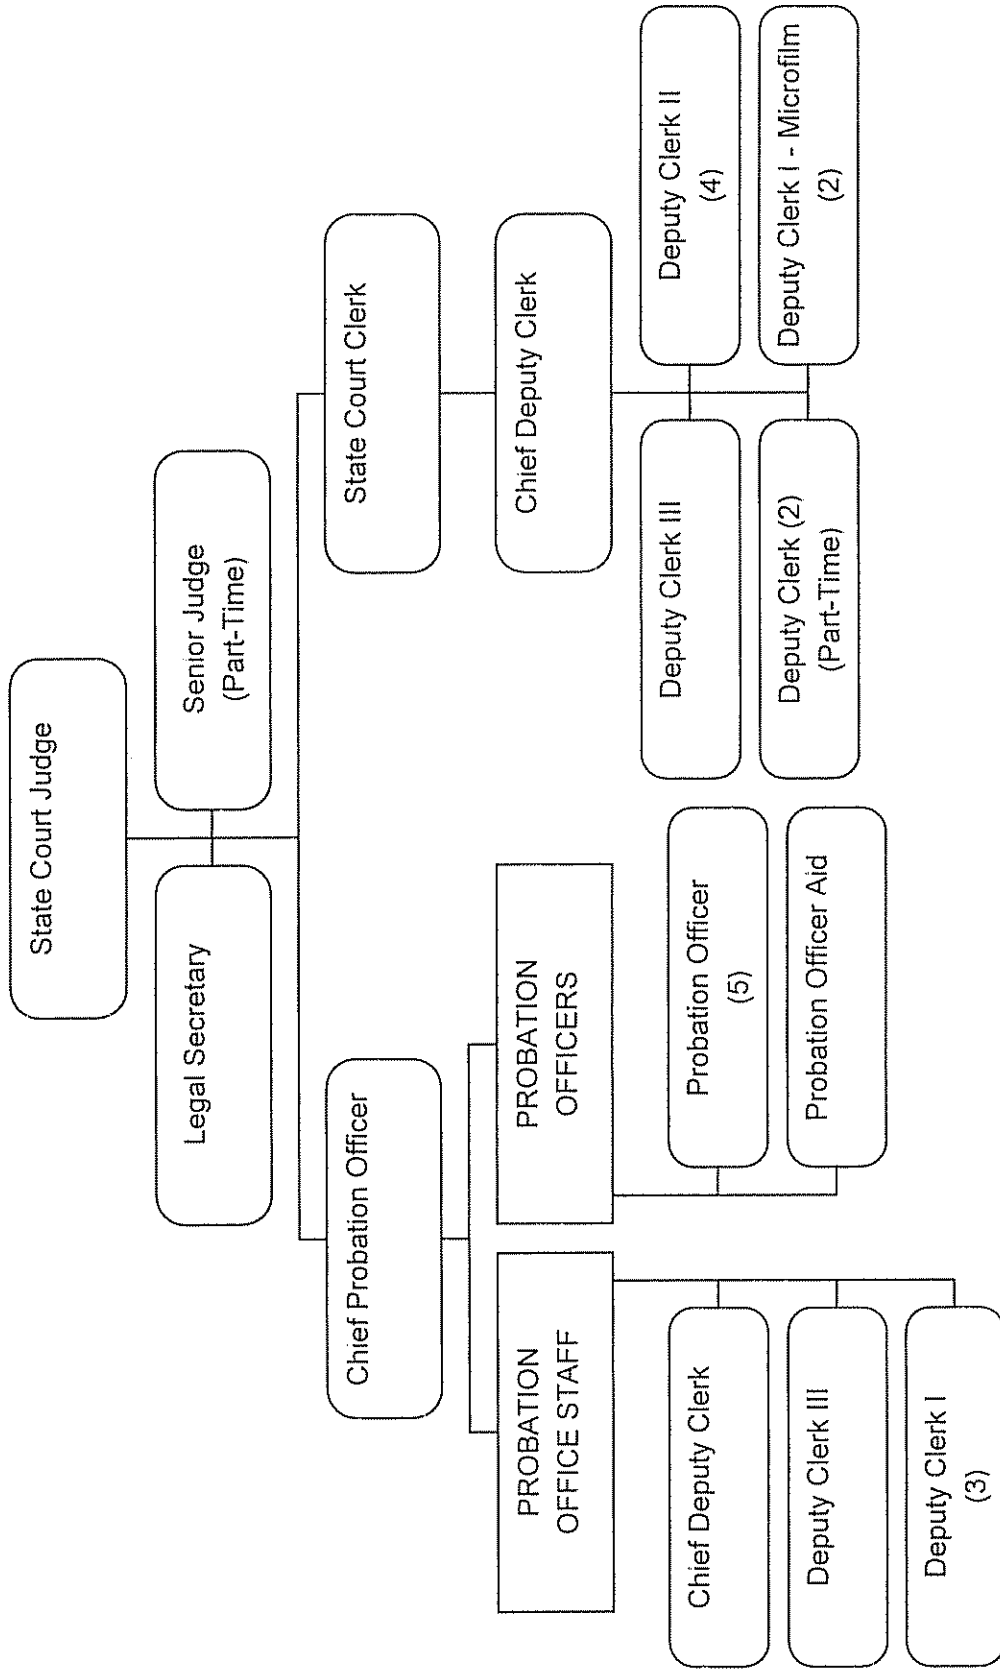 State Court Judge
Legal Secretary
Senior Judge
(Part-Time)
Chief Probation Officer
State Court Clerk
PROBATION
OFFICE STAFF
PROBATION
OFFICERS
Chief Deputy Clerk
Chief Deputy Clerk
Deputy Clerk III
Deputy Clerk I
(3)
Probation Officer
(5)
Probation Officer Aid
Deputy Clerk III
Deputy Clerk II
(4)
Deputy Clerk (2)
(Part-Time)
Deputy Clerk I - Microfilm
(2)